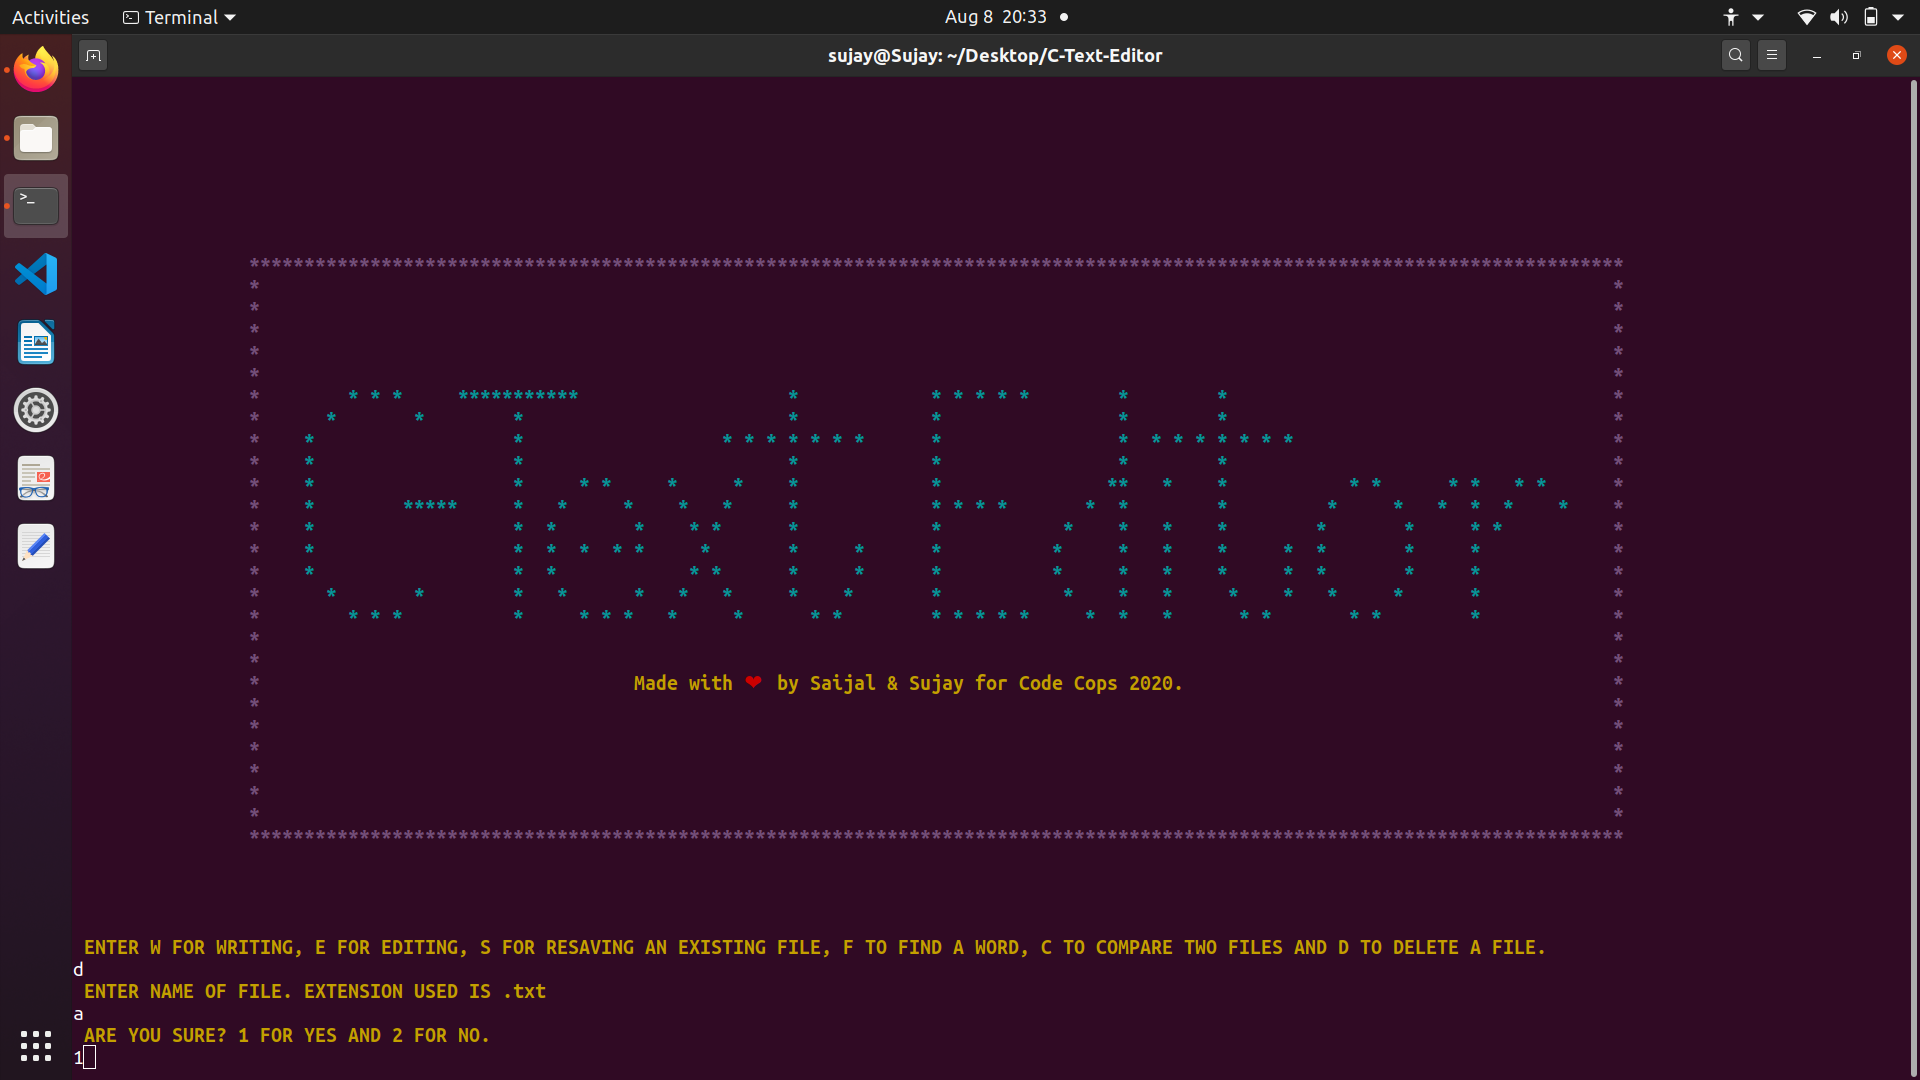 Activities
Terminal
Aug 8 20:33
sujay@Sujay: ~/Desktop/C-Text-Editor
GText Editor
Made with ❤ by Saijal & Sujay for Code Cops 2020.
ENTER W FOR WRITING, E FOR EDITING, S FOR RESAVING AN EXISTING FILE, F TO FIND A WORD, C TO COMPARE TWO FILES AND D TO DELETE A FILE.
d
ENTER NAME OF FILE. EXTENSION USED IS .txt
a
ARE YOU SURE? 1 FOR YES AND 2 FOR NO.
1